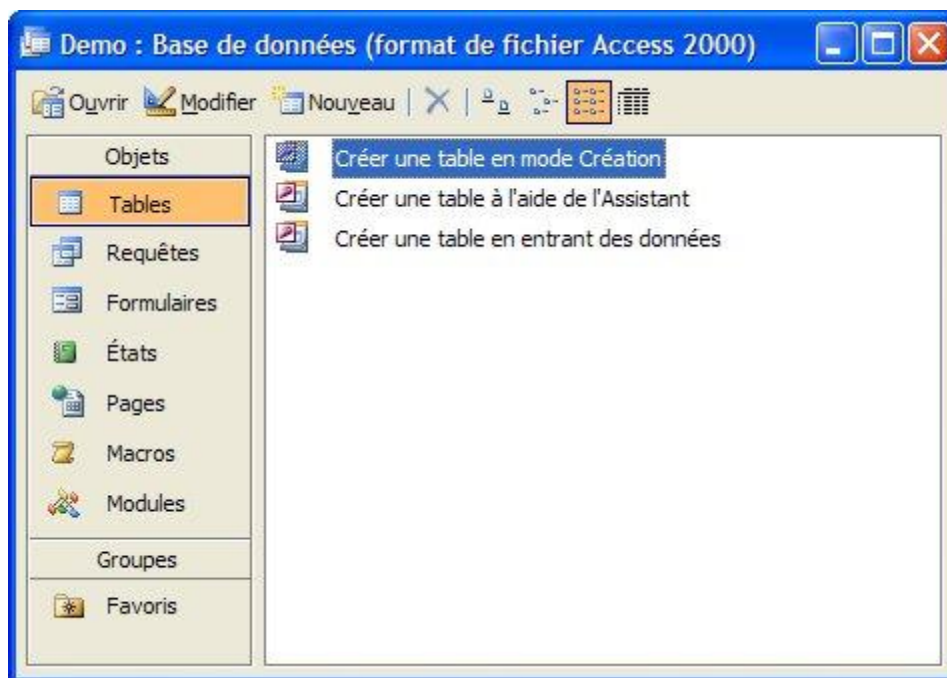 Demo : Base de données (format de fichier Access 2000)
Ouvrir Modifier Nouveau
Objets
Tables
Requêtes
Formulaires
États
Pages
Macros
Modules
Groupes
Favoris
Créer une table en mode Création
Créer une table à l'aide de l'Assistant
Créer une table en entrant des données